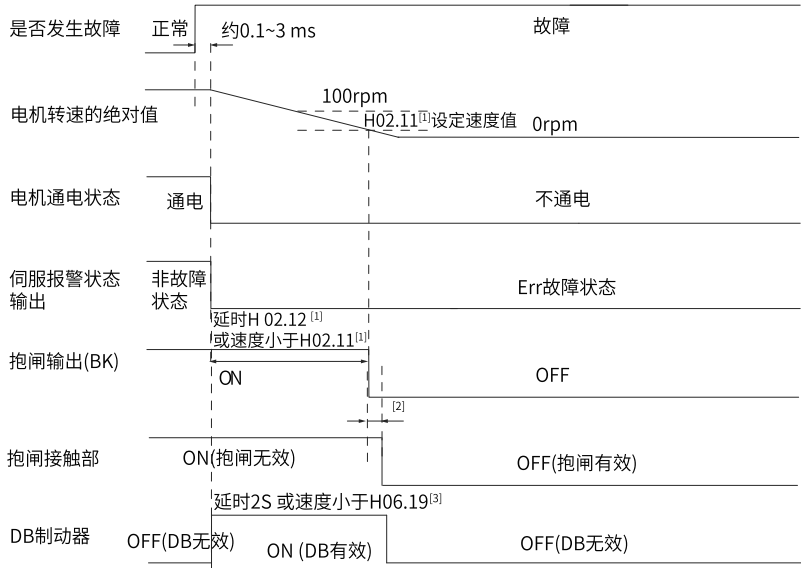 是否发生故障 正常 约0.1~3 ms 故障
电机转速的绝对值 100rpm
H02.11[1]设定速度值 0rpm
电机通电状态 通电 不通电
伺服报警状态
输出
非故障
状态
Err故障状态
延时H 02.12 [1]
或速度小于H02.11[1]
抱闸输出(BK) ON OFF
[2]
抱闸接触部 ON(抱闸无效) OFF(抱闸有效)
延时2S 或速度小于H06.19[3]
DB制动器 OFF(DB无效) ON (DB有效) OFF(DB无效)